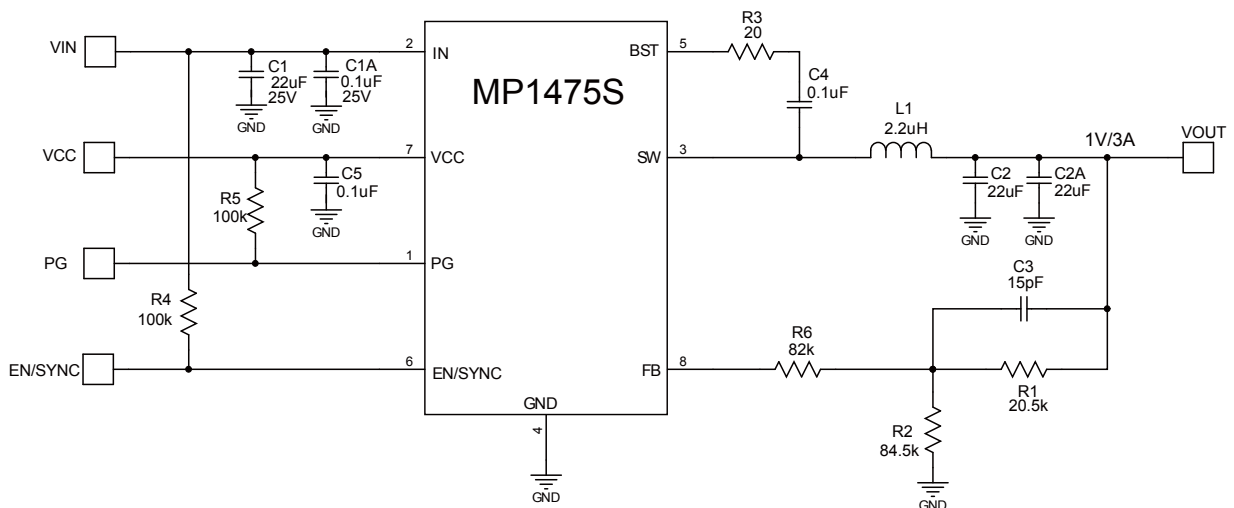 VIN
2
IN
C1
22uF
25V
GND
C1A
0.1uF
25V
GND
MP1475S
BST
5
R3
20
C4
0.1uF
VCC
7
VCC
C5
0.1uF
GND
R5
100k
SW
3
L1
2.2uH
1V/3A
VOUT
C2
22uF
GND
C2A
22uF
GND
PG
1
PG
R4
100k
EN/SYNC
6
EN/SYNC
FB
8
R6
82k
C3
15pF
R1
20.5k
R2
84.5k
GND
GND
4
GND